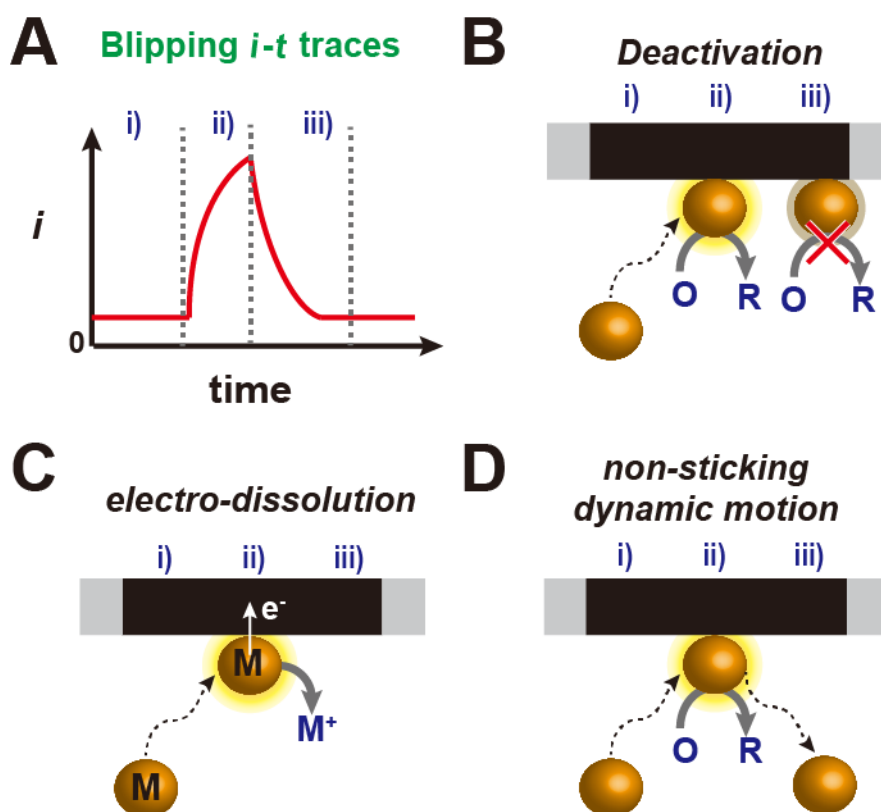 A
Blipping i-t traces
i) ii) iii)
i
0
time
B
Deactivation
i) ii) iii)
O R O R
C
electro-dissolution
i) ii) iii)
e⁻
M
M⁺
M
D
non-sticking
dynamic motion
i) ii) iii)
O R